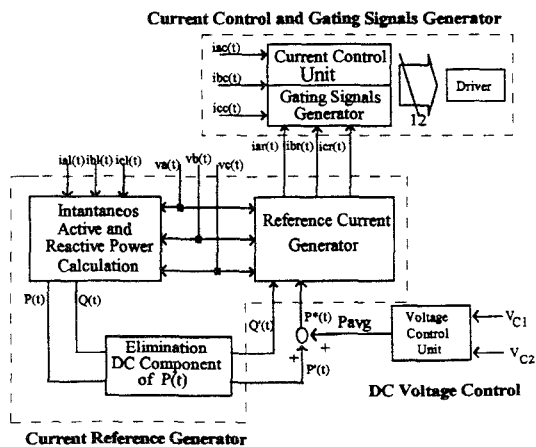 Current Control and Gating Signals Generator
iac(t)
ibc(t)
icc(t)
Current Control
Unit
Gating Signals
Generator
12
Driver
iar(t) ibr(t) icr(t)
ial(t) ibl(t) icl(t)
va(t) vb(t) vc(t)
Intantaneos
Active and
Reactive Power
Calculation
Reference Current
Generator
P(t) Q(t)
Q'(t)
P*(t)
Pavg
+
+
P'(t)
Voltage
Control
Unit
VC1
VC2
Elimination
DC Component
of P(t)
DC Voltage Control
Current Reference Generator